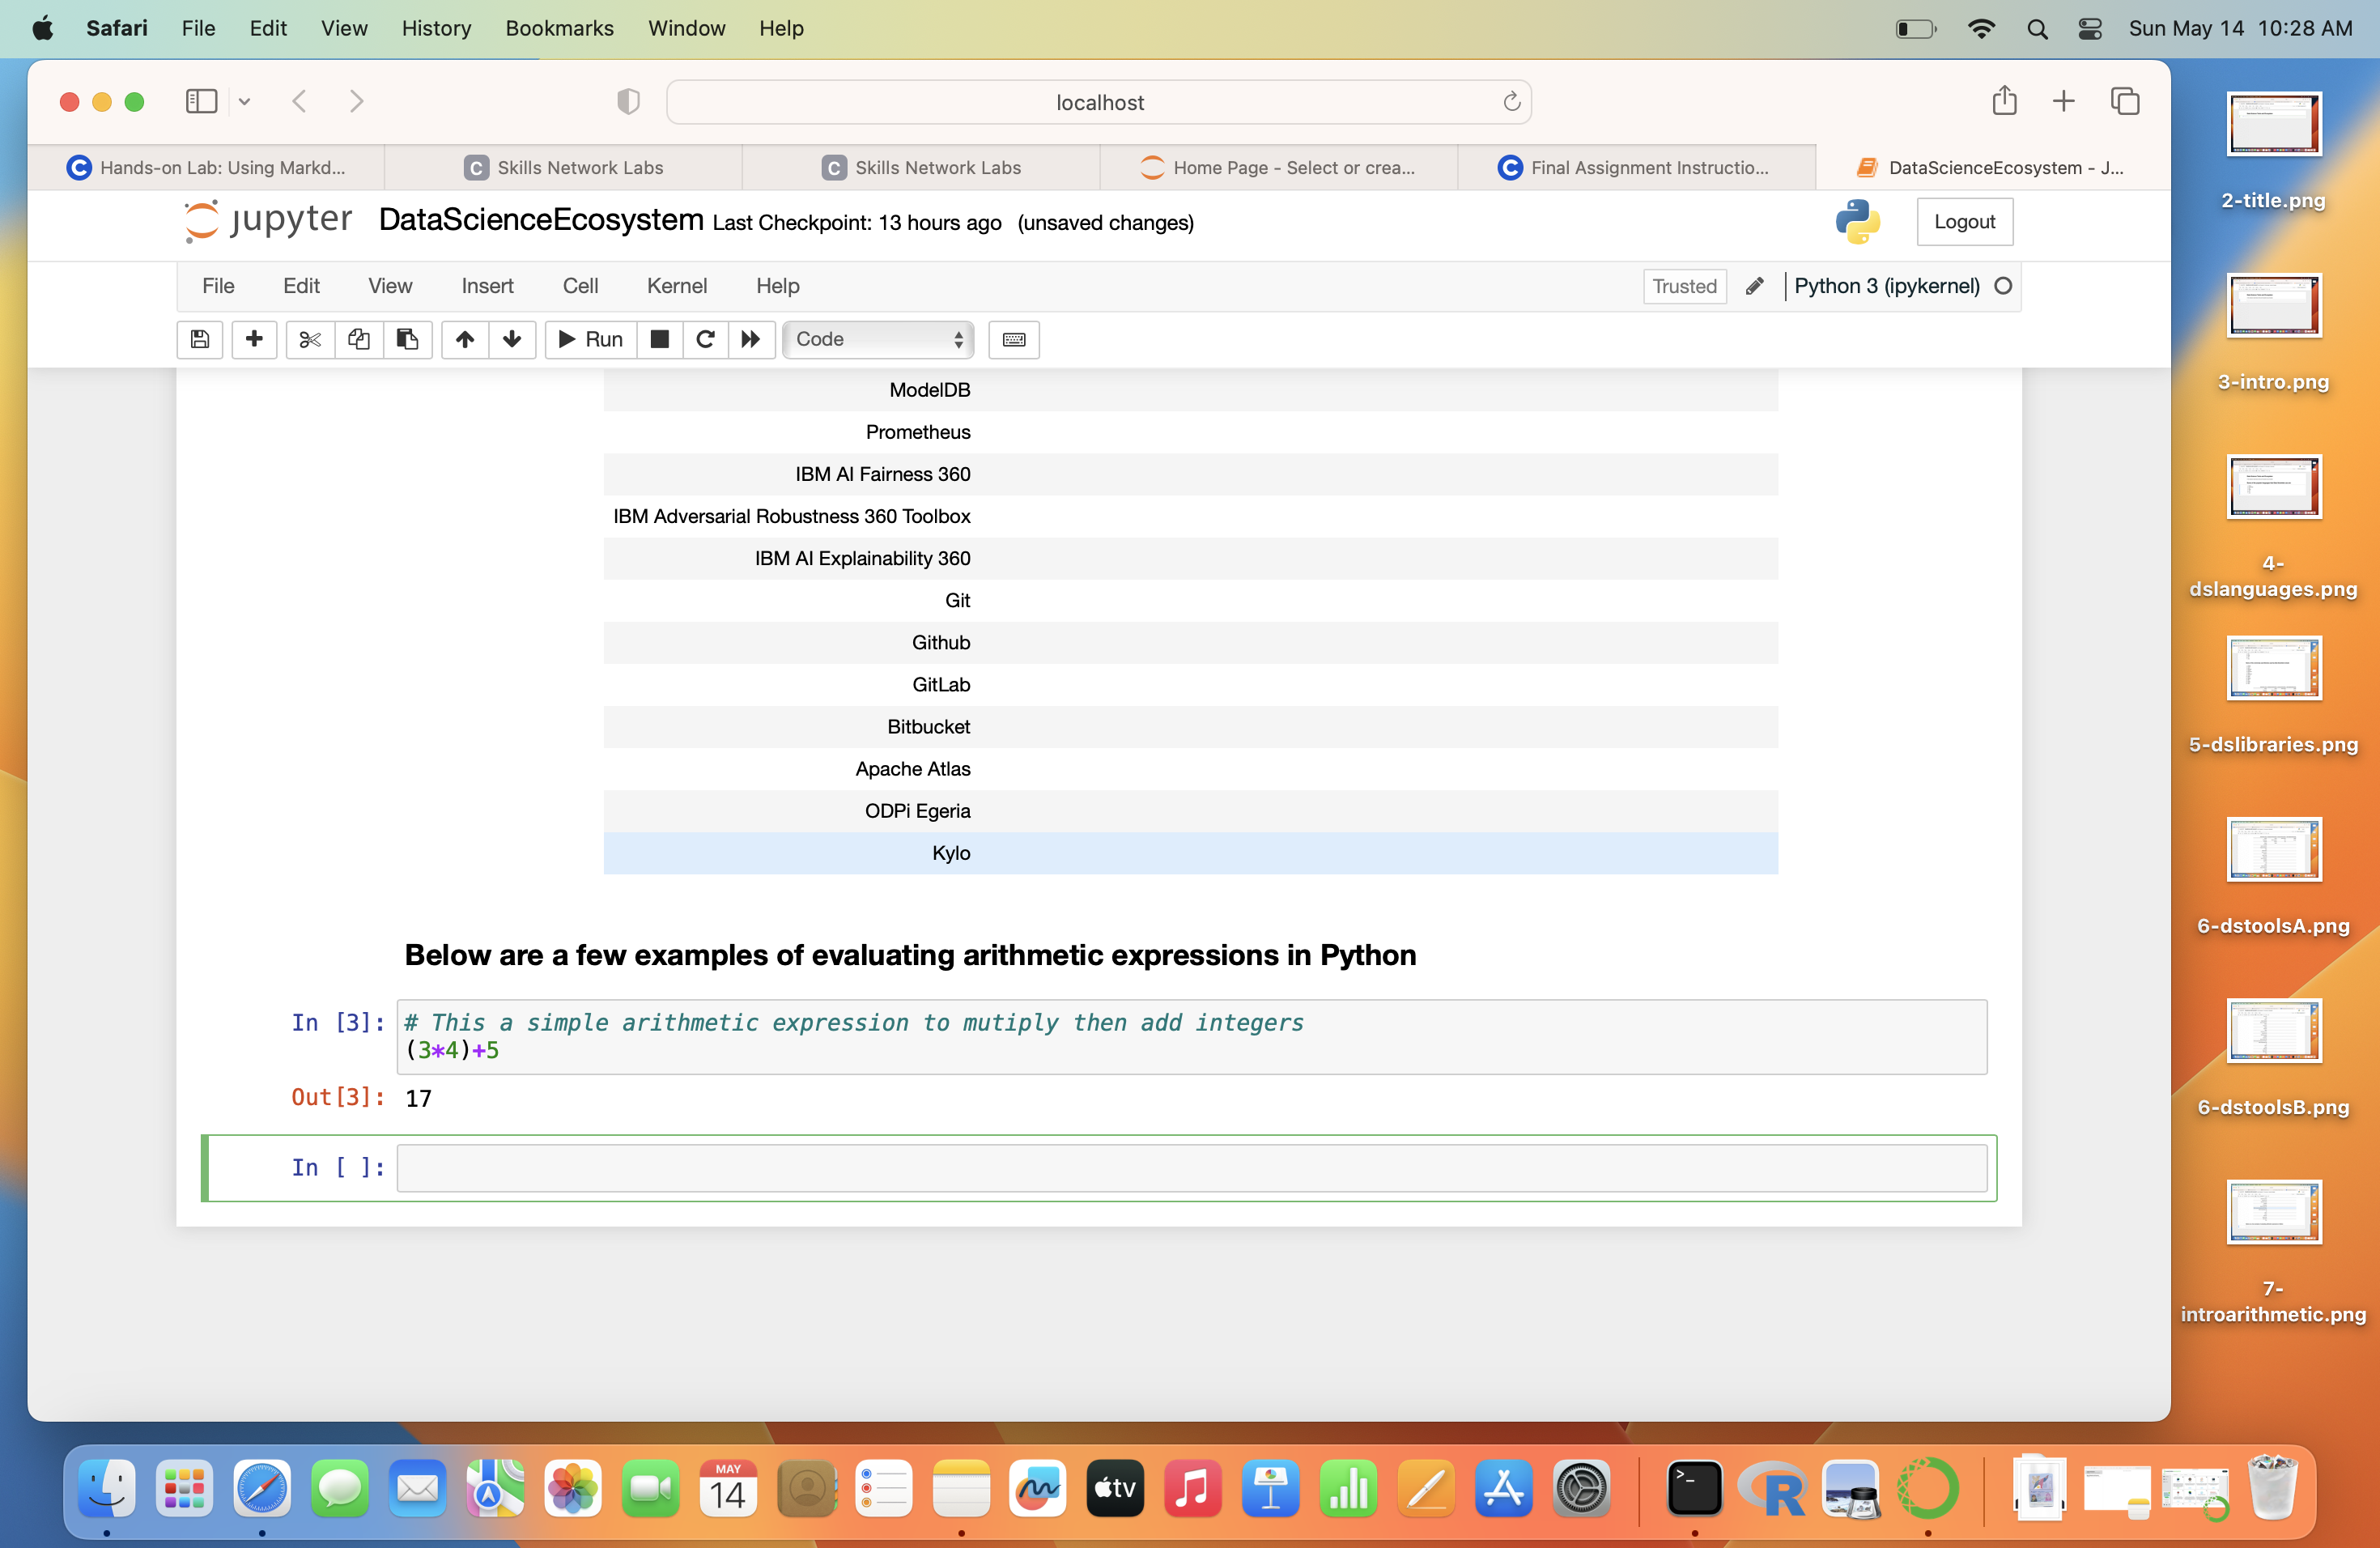 Safari File Edit View History Bookmarks Window Help Sun May 14 10:28 AM
localhost
Hands-on Lab: Using Markd... Skills Network Labs Skills Network Labs Home Page - Select or crea... Final Assignment Instructio... DataScienceEcosystem - J...
jupyter DataScienceEcosystem Last Checkpoint: 13 hours ago (unsaved changes) Logout
File Edit View Insert Cell Kernel Help Trusted Python 3 (ipykernel)
Run Code
ModelDB
Prometheus
IBM AI Fairness 360
IBM Adversarial Robustness 360 Toolbox
IBM AI Explainability 360
Git
Github
GitLab
Bitbucket
Apache Atlas
ODPi Egeria
Kylo
Below are a few examples of evaluating arithmetic expressions in Python
In [3]: # This a simple arithmetic expression to mutiply then add integers
(3*4)+5
Out[3]: 17
In [ ]:
2-title.png
3-intro.png
4-
dslanguages.png
5-dslibraries.png
6-dstoolsA.png
6-dstoolsB.png
7-
introarithmetic.png
MAY
14
tv
>_
R